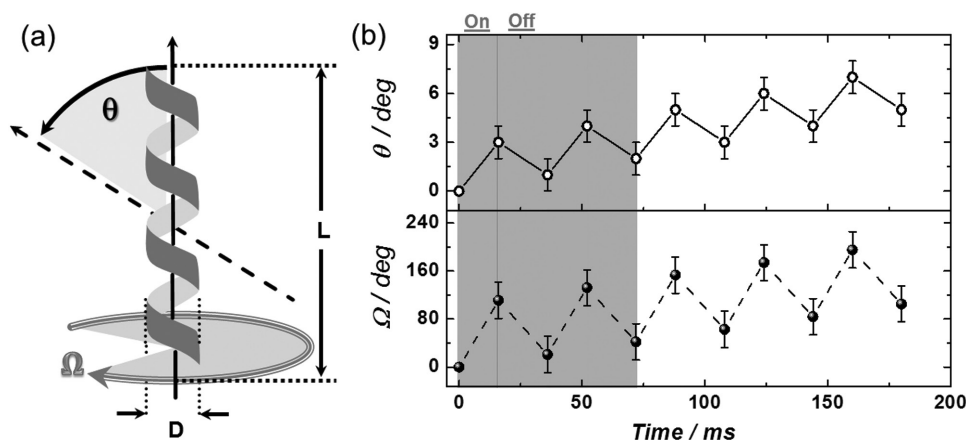 (a)
θ
L
Ω
D
(b)
On Off
θ / deg
9
6
3
0
Ω / deg
240
160
80
0
0 50 100 150 200
Time / ms